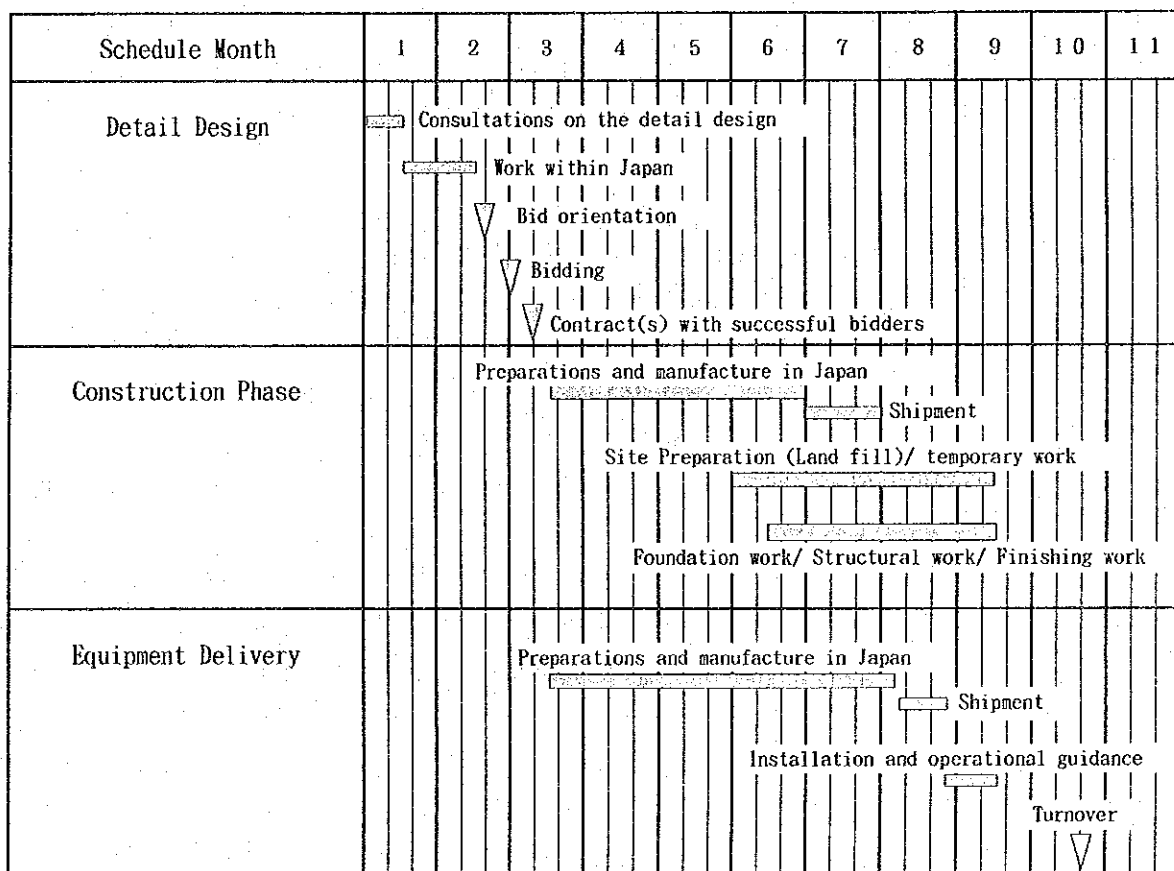 Schedule Month 1 2 3 4 5 6 7 8 9 10 11
Detail Design
Consultations on the detail design
Work within Japan
Bid orientation
Bidding
Contract(s) with successful bidders
Construction Phase
Preparations and manufacture in Japan
Shipment
Site Preparation (Land fill)/ temporary work
Foundation work/ Structural work/ Finishing work
Equipment Delivery
Preparations and manufacture in Japan
Shipment
Installation and operational guidance
Turnover